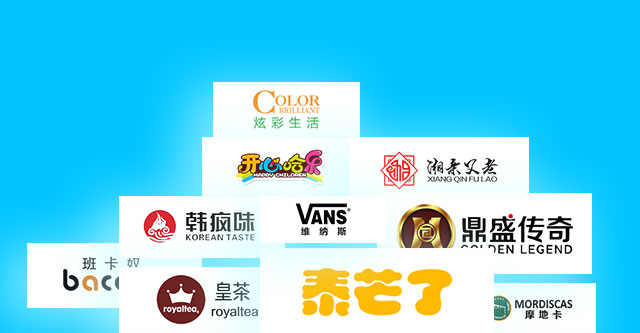 COLOR
BRILLIANT
炫彩生活
开心哈乐
HAPPY CHILDREN
湘秦父老
XIANG QIN FU LAO
韩疯味
KOREAN TASTE
VANS
维纳斯
鼎盛传奇
GOLDEN LEGEND
班卡奴
皇茶
royaltea
royaltea.
泰芒了
MORDISCAS
摩地卡